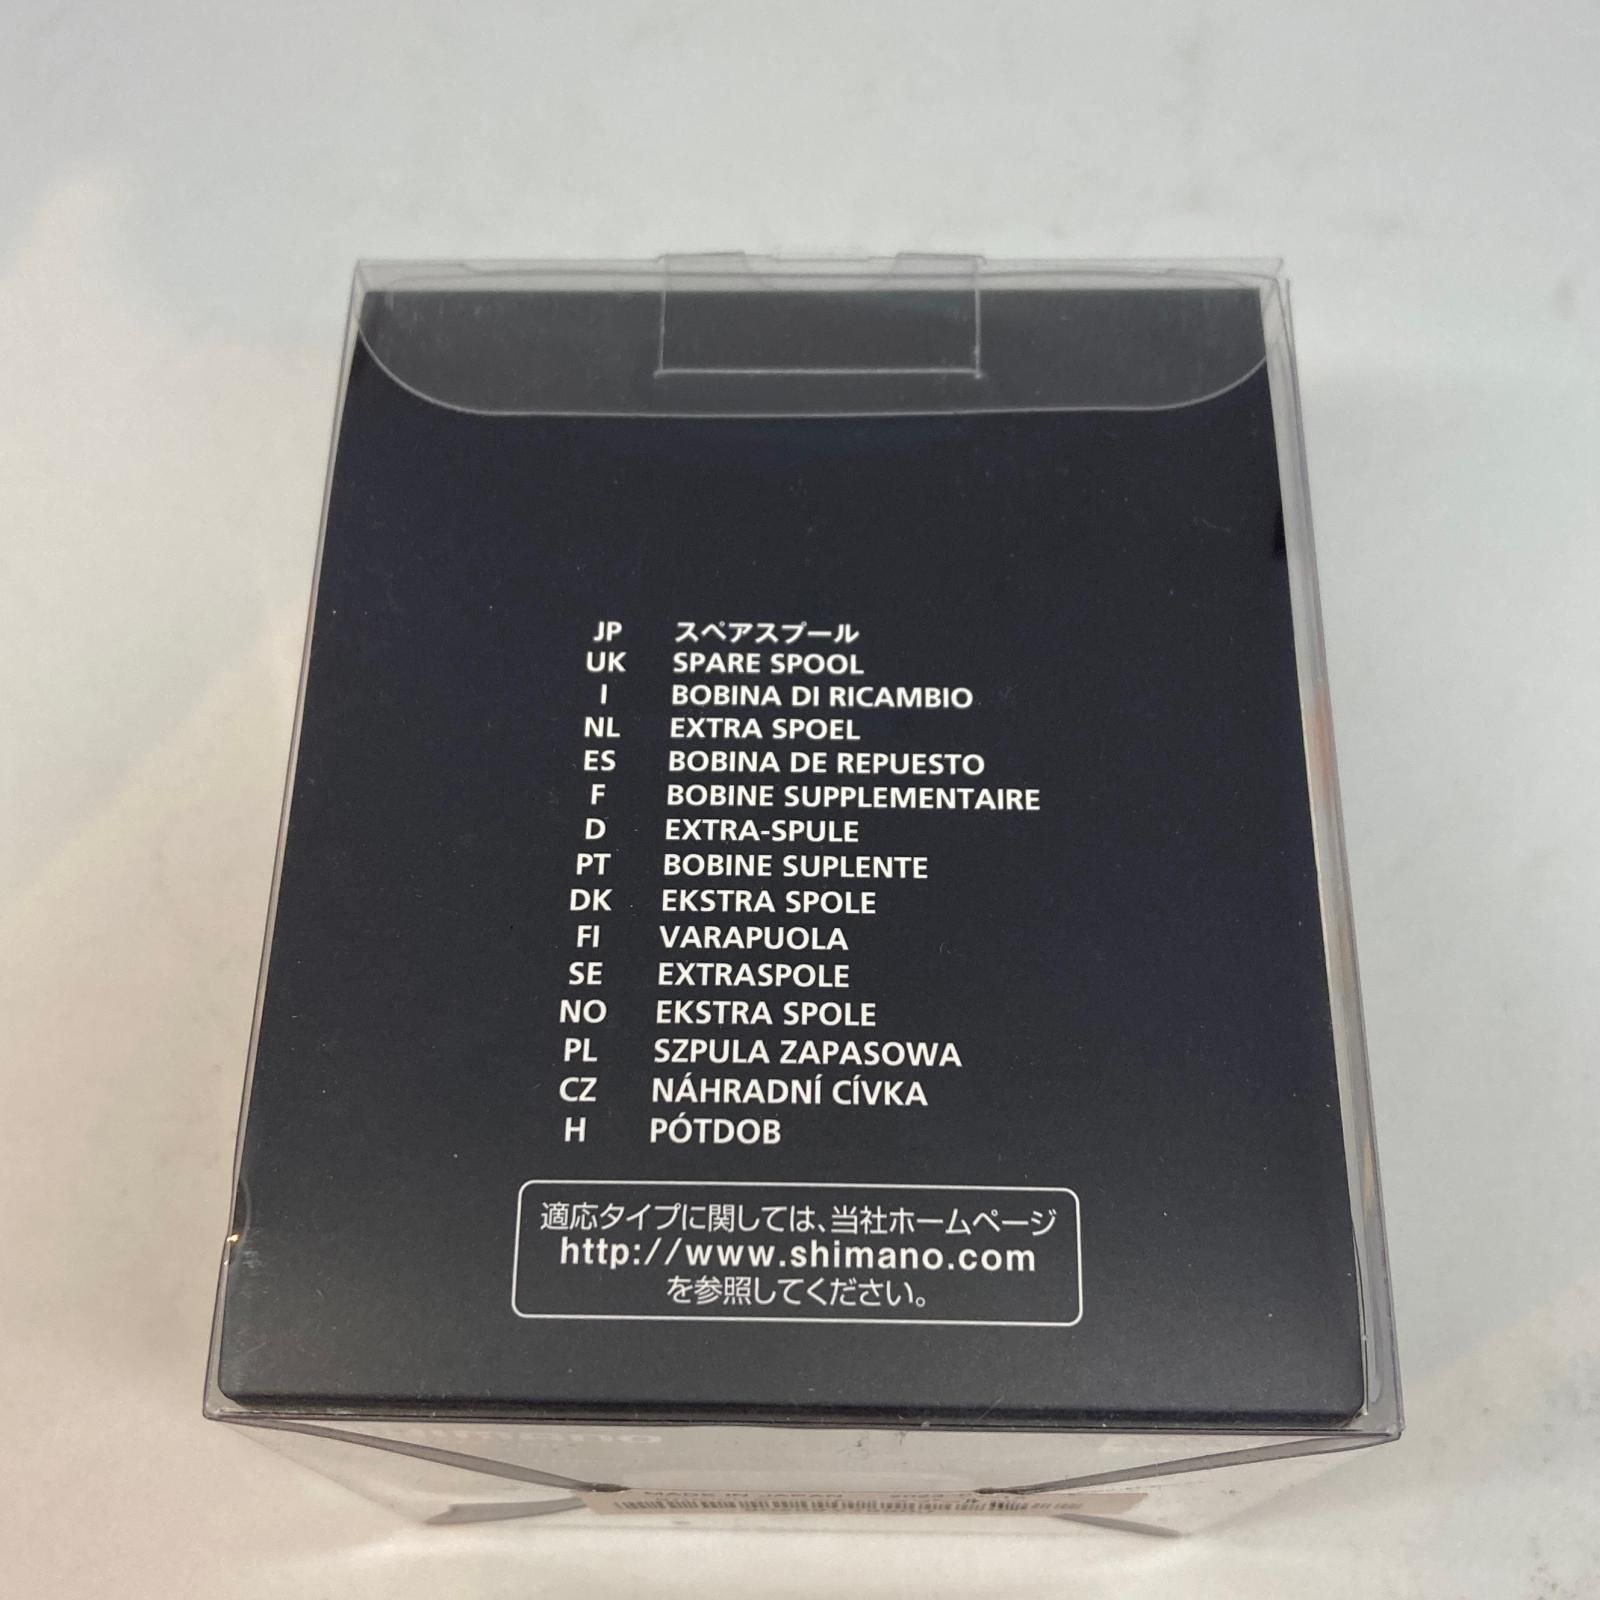 JP スペアスプール
UK SPARE SPOOL
I BOBINA DI RICAMBIO
NL EXTRA SPOEL
ES BOBINA DE REPUESTO
F BOBINE SUPPLEMENTAIRE
D EXTRA-SPULE
PT BOBINE SUPLENTE
DK EKSTRA SPOLE
FI VARAPUOLA
SE EXTRASPOLE
NO EKSTRA SPOLE
PL SZPULA ZAPASOWA
CZ NÁHRADNÍ CÍVKA
H PÓTDOB
適応タイプに関しては、当社ホームページ
http://www.shimano.com
を参照してください。
MADE IN JAPAN